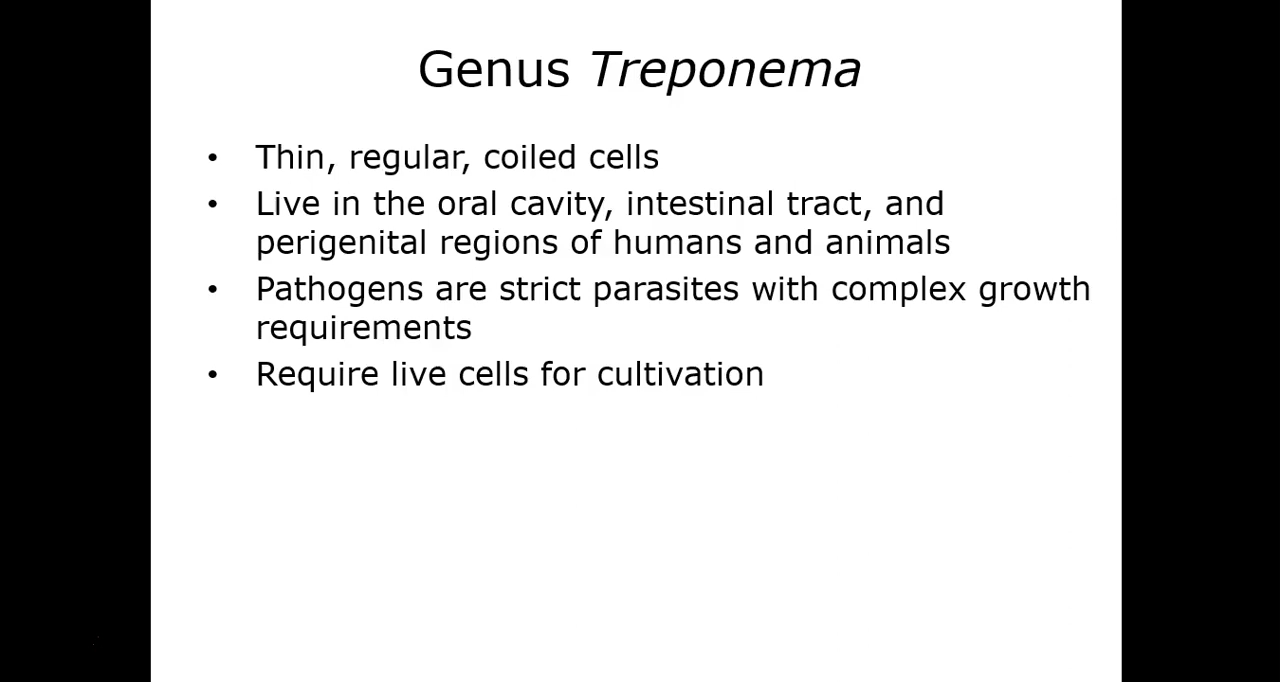 Genus Treponema
• Thin, regular, coiled cells
• Live in the oral cavity, intestinal tract, and
perigenital regions of humans and animals
• Pathogens are strict parasites with complex growth
requirements
• Require live cells for cultivation